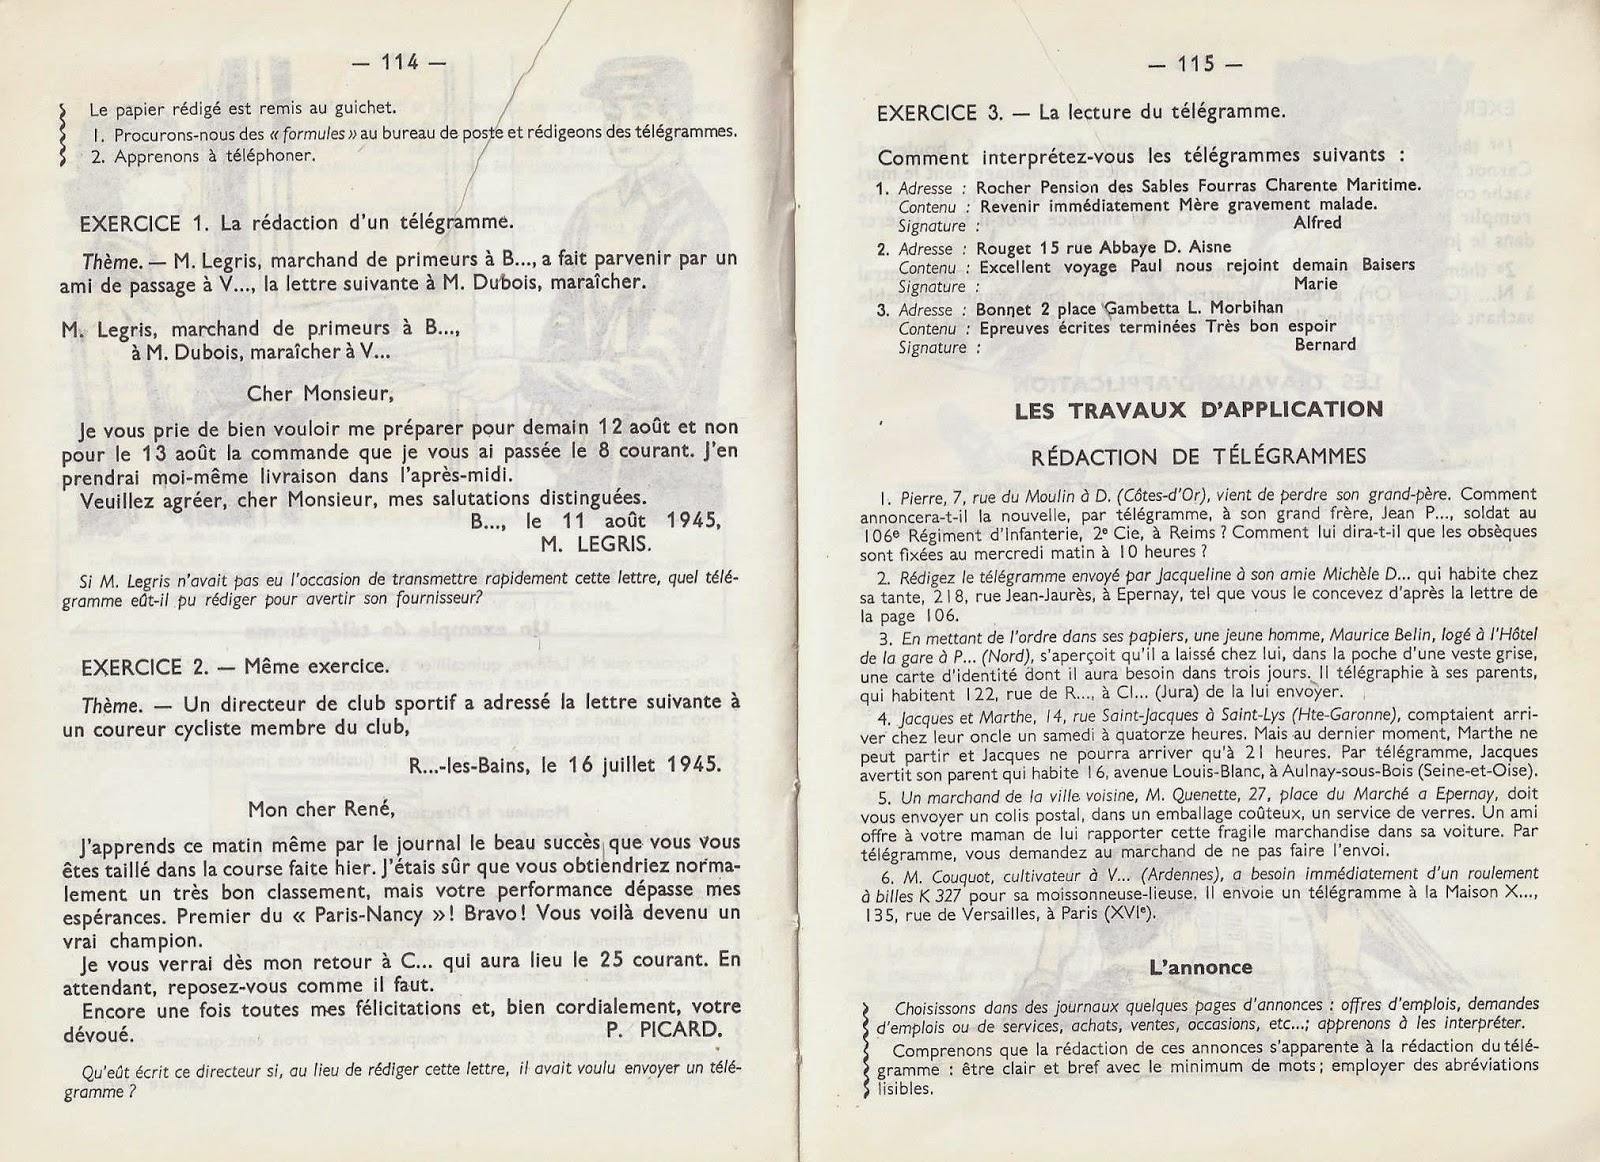 — 114 —
Le papier rédigé est remis au guichet.
1. Procurons-nous des « formules » au bureau de poste et rédigeons des télégrammes.
2. Apprenons à téléphoner.
EXERCICE 1. La rédaction d'un télégramme.
Thème. — M. Legris, marchand de primeurs à B..., a fait parvenir par un
ami de passage à V..., la lettre suivante à M. Dubois, maraîcher.
M. Legris, marchand de primeurs à B...,
à M. Dubois, maraîcher à V...
Cher Monsieur,
Je vous prie de bien vouloir me préparer pour demain 12 août et non
pour le 13 août la commande que je vous ai passée le 8 courant. J'en
prendrai moi-même livraison dans l'après-midi.
Veuillez agréer, cher Monsieur, mes salutations distinguées.
B..., le 11 août 1945,
M. LEGRIS.
Si M. Legris n'avait pas eu l'occasion de transmettre rapidement cette lettre, quel télé-
gramme eût-il pu rédiger pour avertir son fournisseur?
EXERCICE 2. — Même exercice.
Thème. — Un directeur de club sportif a adressé la lettre suivante à
un coureur cycliste membre du club,
R...-les-Bains, le 16 juillet 1945.
Mon cher René,
J'apprends ce matin même par le journal le beau succès que vous vous
êtes taillé dans la course faite hier. J'étais sûr que vous obtiendriez norma-
lement un très bon classement, mais votre performance dépasse mes
espérances. Premier du « Paris-Nancy »! Bravo! Vous voilà devenu un
vrai champion.
Je vous verrai dès mon retour à C... qui aura lieu le 25 courant. En
attendant, reposez-vous comme il faut.
Encore une fois toutes mes félicitations et, bien cordialement, votre
dévoué. P. PICARD.
Qu'eût écrit ce directeur si, au lieu de rédiger cette lettre, il avait voulu envoyer un télé-
gramme ?
— 115 —
EXERCICE 3. — La lecture du télégramme.
Comment interprétez-vous les télégrammes suivants :
1. Adresse : Rocher Pension des Sables Fourras Charente Maritime.
Contenu : Revenir immédiatement Mère gravement malade.
Signature : Alfred
2. Adresse : Rouget 15 rue Abbaye D. Aisne
Contenu : Excellent voyage Paul nous rejoint demain Baisers
Signature : Marie
3. Adresse : Bonnet 2 place Gambetta L. Morbihan
Contenu : Epreuves écrites terminées Très bon espoir
Signature : Bernard
LES TRAVAUX D'APPLICATION
RÉDACTION DE TÉLÉGRAMMES
1. Pierre, 7, rue du Moulin à D. (Côtes-d'Or), vient de perdre son grand-père. Comment
annoncera-t-il la nouvelle, par télégramme, à son grand frère, Jean P..., soldat au
106e Régiment d'Infanterie, 2e Cie, à Reims ? Comment lui dira-t-il que les obsèques
sont fixées au mercredi matin à 10 heures ?
2. Rédigez le télégramme envoyé par Jacqueline à son amie Michèle D... qui habite chez
sa tante, 218, rue Jean-Jaurès, à Epernay, tel que vous le concevez d'après la lettre de
la page 106.
3. En mettant de l'ordre dans ses papiers, une jeune homme, Maurice Belin, logé à l'Hôtel
de la gare à P... (Nord), s'aperçoit qu'il a laissé chez lui, dans la poche d'une veste grise,
une carte d'identité dont il aura besoin dans trois jours. Il télégraphie à ses parents,
qui habitent 122, rue de R..., à Cl... (Jura) de la lui envoyer.
4. Jacques et Marthe, 14, rue Saint-Jacques à Saint-Lys (Hte-Garonne), comptaient arri-
ver chez leur oncle un samedi à quatorze heures. Mais au dernier moment, Marthe ne
peut partir et Jacques ne pourra arriver qu'à 21 heures. Par télégramme, Jacques
avertit son parent qui habite 16, avenue Louis-Blanc, à Aulnay-sous-Bois (Seine-et-Oise).
5. Un marchand de la ville voisine, M. Quenette, 27, place du Marché a Epernay, doit
vous envoyer un colis postal, dans un emballage coûteux, un service de verres. Un ami
offre à votre maman de lui rapporter cette fragile marchandise dans sa voiture. Par
télégramme, vous demandez au marchand de ne pas faire l'envoi.
6. M. Couquot, cultivateur à V... (Ardennes), a besoin immédiatement d'un roulement
à billes K 327 pour sa moissonneuse-lieuse. Il envoie un télégramme à la Maison X...,
135, rue de Versailles, à Paris (XVIe).
L'annonce
Choisissons dans des journaux quelques pages d'annonces : offres d'emplois, demandes
d'emplois ou de services, achats, ventes, occasions, etc...; apprenons à les interpréter.
Comprenons que la rédaction de ces annonces s'apparente à la rédaction du télé-
gramme : être clair et bref avec le minimum de mots; employer des abréviations
lisibles.